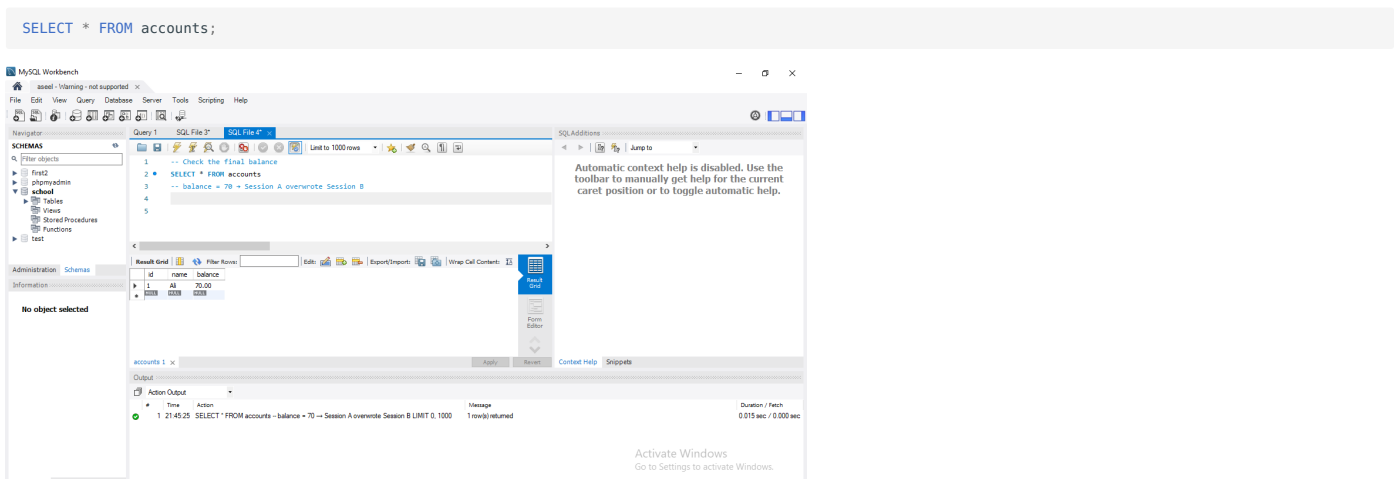 SELECT * FROM accounts;
MySQL Workbench
aseel - Warning - not supported
File Edit View Query Database Server Tools Scripting Help
Navigator
SCHEMAS
Filter objects
first2
phpmyadmin
school
Tables
Views
Stored Procedures
Functions
test
Administration Schemas
Information
No object selected
Query 1 SQL File 3* SQL File 4*
Limit to 1000 rows
1 -- Check the final balance
2 SELECT * FROM accounts
3 -- balance = 70 → Session A overwrote Session B
4
5
Result Grid Filter Rows: Edit: Export/Import: Wrap Cell Content:
id name balance
1 Ali 70.00
NULL NULL NULL
Result Grid
Form Editor
accounts 1 Apply Revert
SQLAdditions
Jump to
Automatic context help is disabled. Use the
toolbar to manually get help for the current
caret position or to toggle automatic help.
Context Help Snippets
Output
Action Output
# Time Action Message Duration / Fetch
1 21:45:25 SELECT * FROM accounts -- balance = 70 → Session A overwrote Session B LIMIT 0, 1000 1 row(s) returned 0.015 sec / 0.000 sec
Activate Windows
Go to Settings to activate Windows.